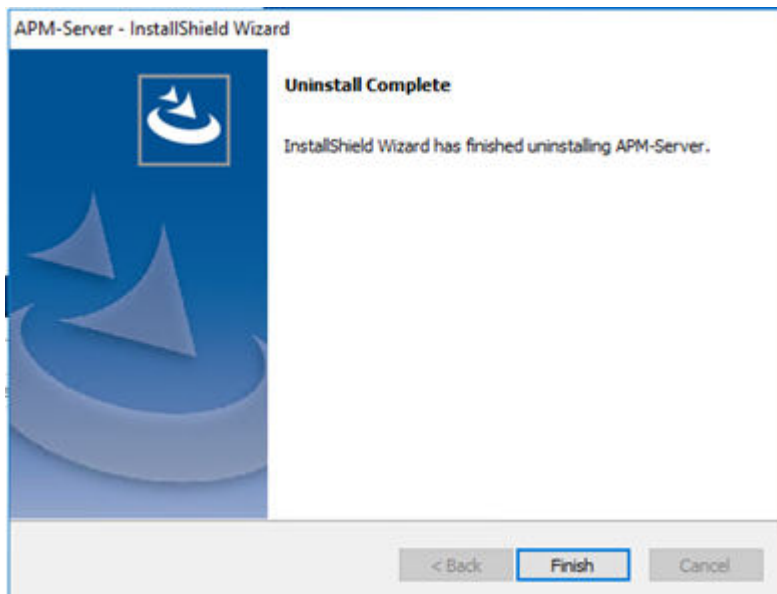 APM-Server - InstallShield Wizard
Uninstall Complete
InstallShield Wizard has finished uninstalling APM-Server.
< Back
Finish
Cancel